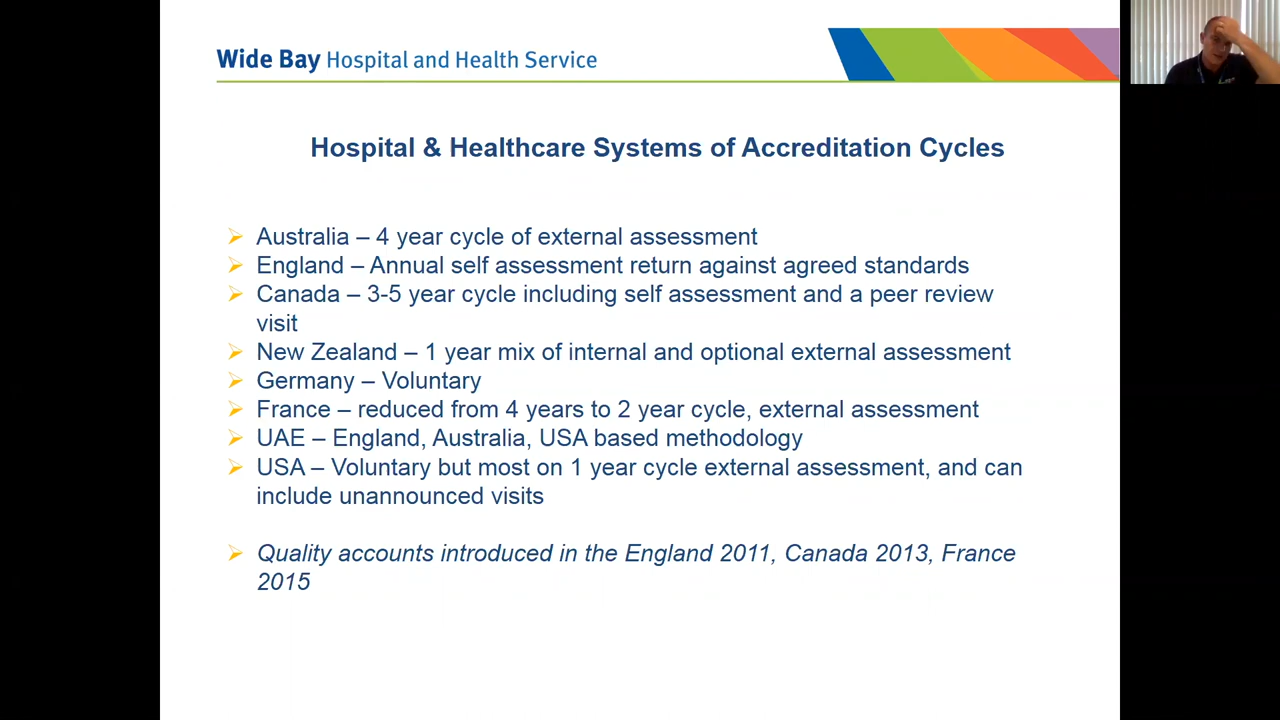 Wide Bay Hospital and Health Service
Hospital & Healthcare Systems of Accreditation Cycles
Australia – 4 year cycle of external assessment
England – Annual self assessment return against agreed standards
Canada – 3-5 year cycle including self assessment and a peer review
visit
New Zealand – 1 year mix of internal and optional external assessment
Germany – Voluntary
France – reduced from 4 years to 2 year cycle, external assessment
UAE – England, Australia, USA based methodology
USA – Voluntary but most on 1 year cycle external assessment, and can
include unannounced visits
Quality accounts introduced in the England 2011, Canada 2013, France
2015